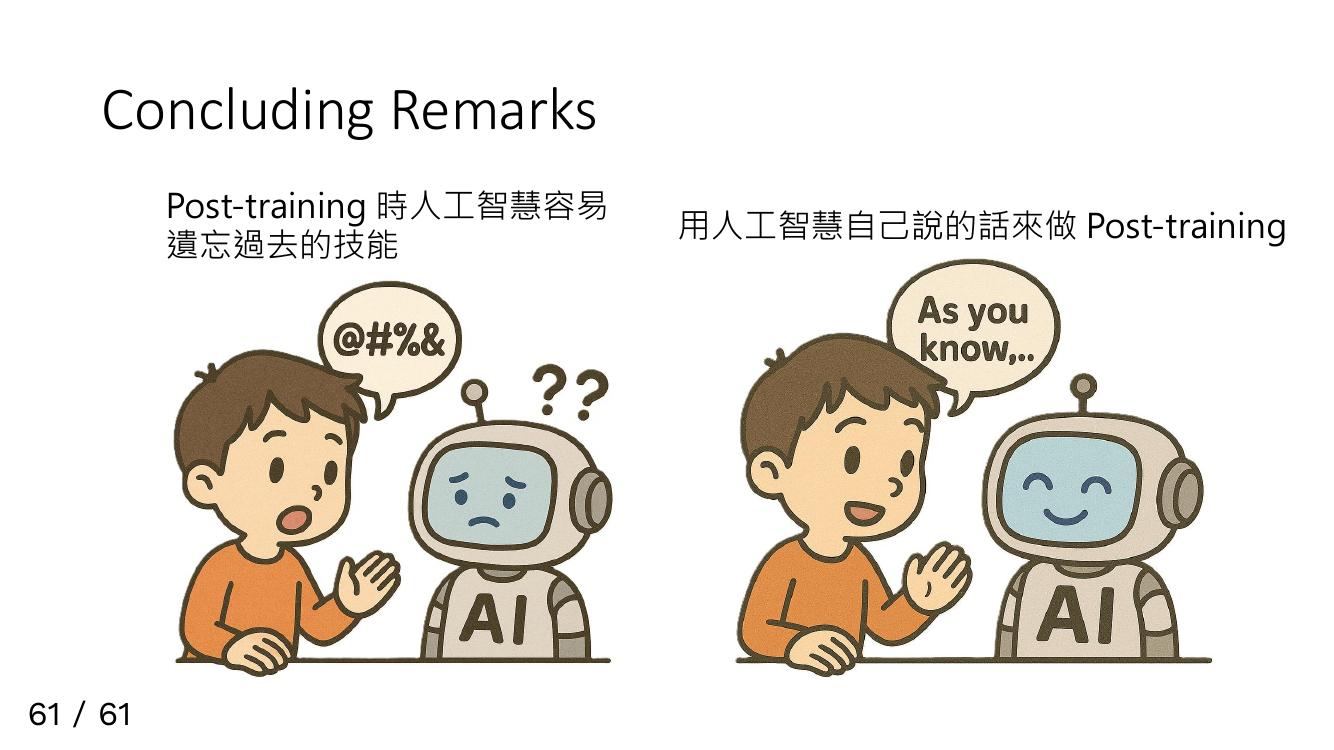 Concluding Remarks
Post-training 時人工智慧容易
遺忘過去的技能
用人工智慧自己說的話來做 Post-training
@#%&
??
AI
As you
know,..
AI
61 / 61